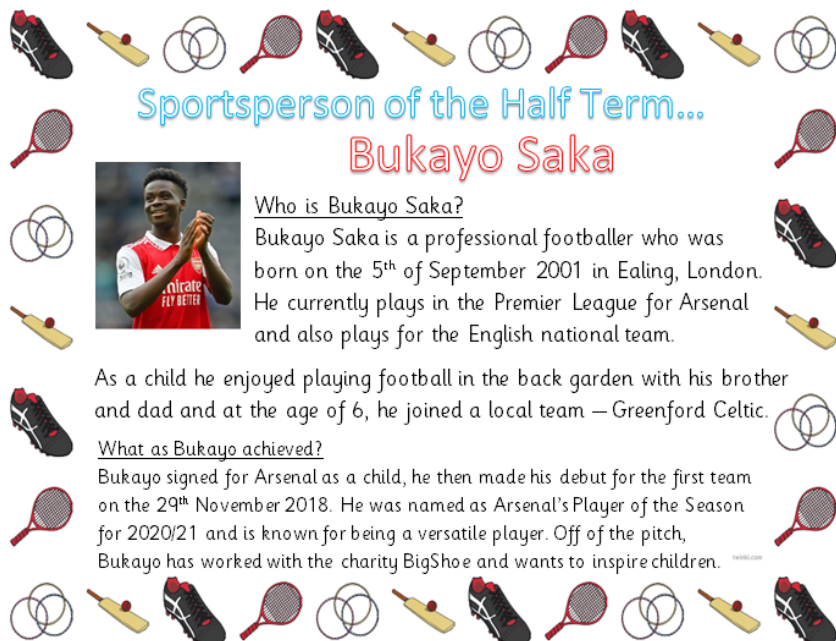 Sportsperson of the Half Term...
Bukayo Saka
Who is Bukayo Saka?
Bukayo Saka is a professional footballer who was
born on the 5th of September 2001 in Ealing, London.
He currently plays in the Premier League for Arsenal
and also plays for the English national team.
Emirates
FLY BETTER
As a child he enjoyed playing football in the back garden with his brother
and dad and at the age of 6, he joined a local team – Greenford Celtic.
What as Bukayo achieved?
Bukayo signed for Arsenal as a child, he then made his debut for the first team
on the 29th November 2018. He was named as Arsenal's Player of the Season
for 2020/21 and is known for being a versatile player. Off of the pitch,
Bukayo has worked with the charity BigShoe and wants to inspire children.
twinkl.com